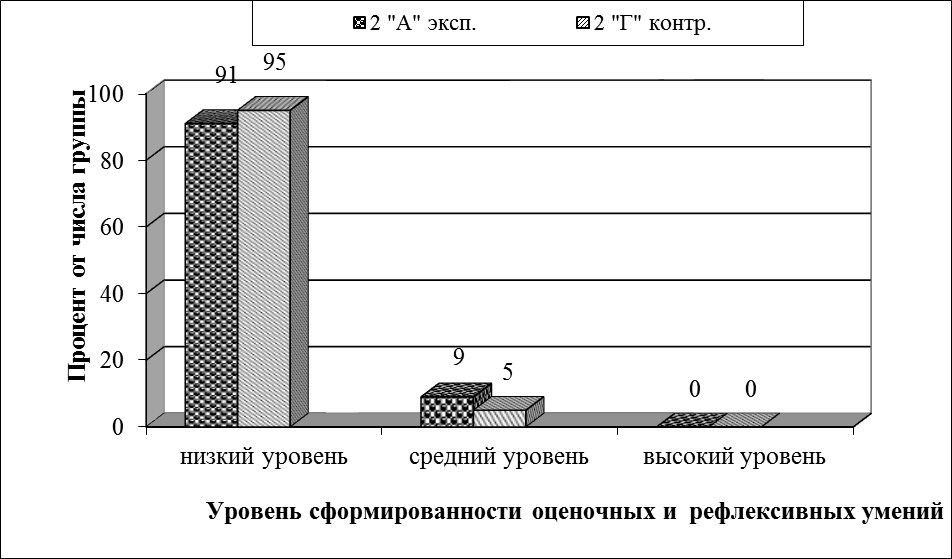 2 "А" эксп. 2 "Г" контр.
91 95
100
80
60
40
20
0
9 5
0 0
Процент от числа группы
низкий уровень средний уровень высокий уровень
Уровень сформированности оценочных и рефлексивных умений